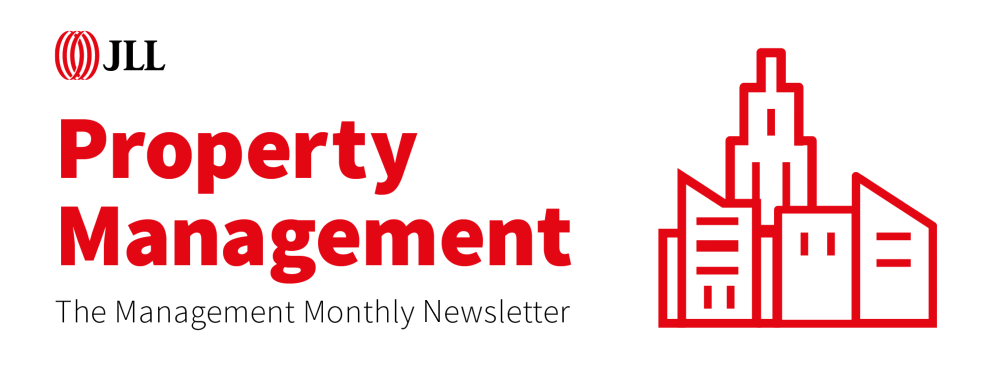 JLL
Property
Management
The Management Monthly Newsletter